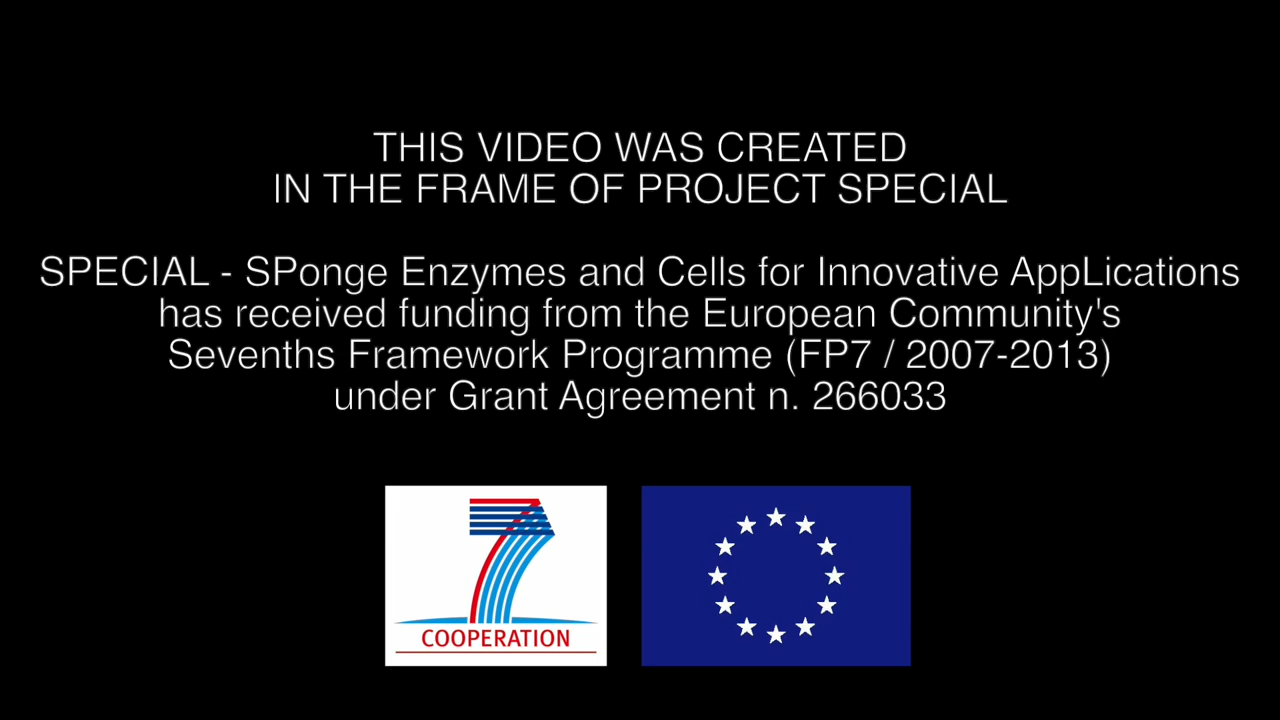 THIS VIDEO WAS CREATED
IN THE FRAME OF PROJECT SPECIAL
SPECIAL - SPonge Enzymes and Cells for Innovative AppLications
has received funding from the European Community's
Sevenths Framework Programme (FP7 / 2007-2013)
under Grant Agreement n. 266033
7
COOPERATION